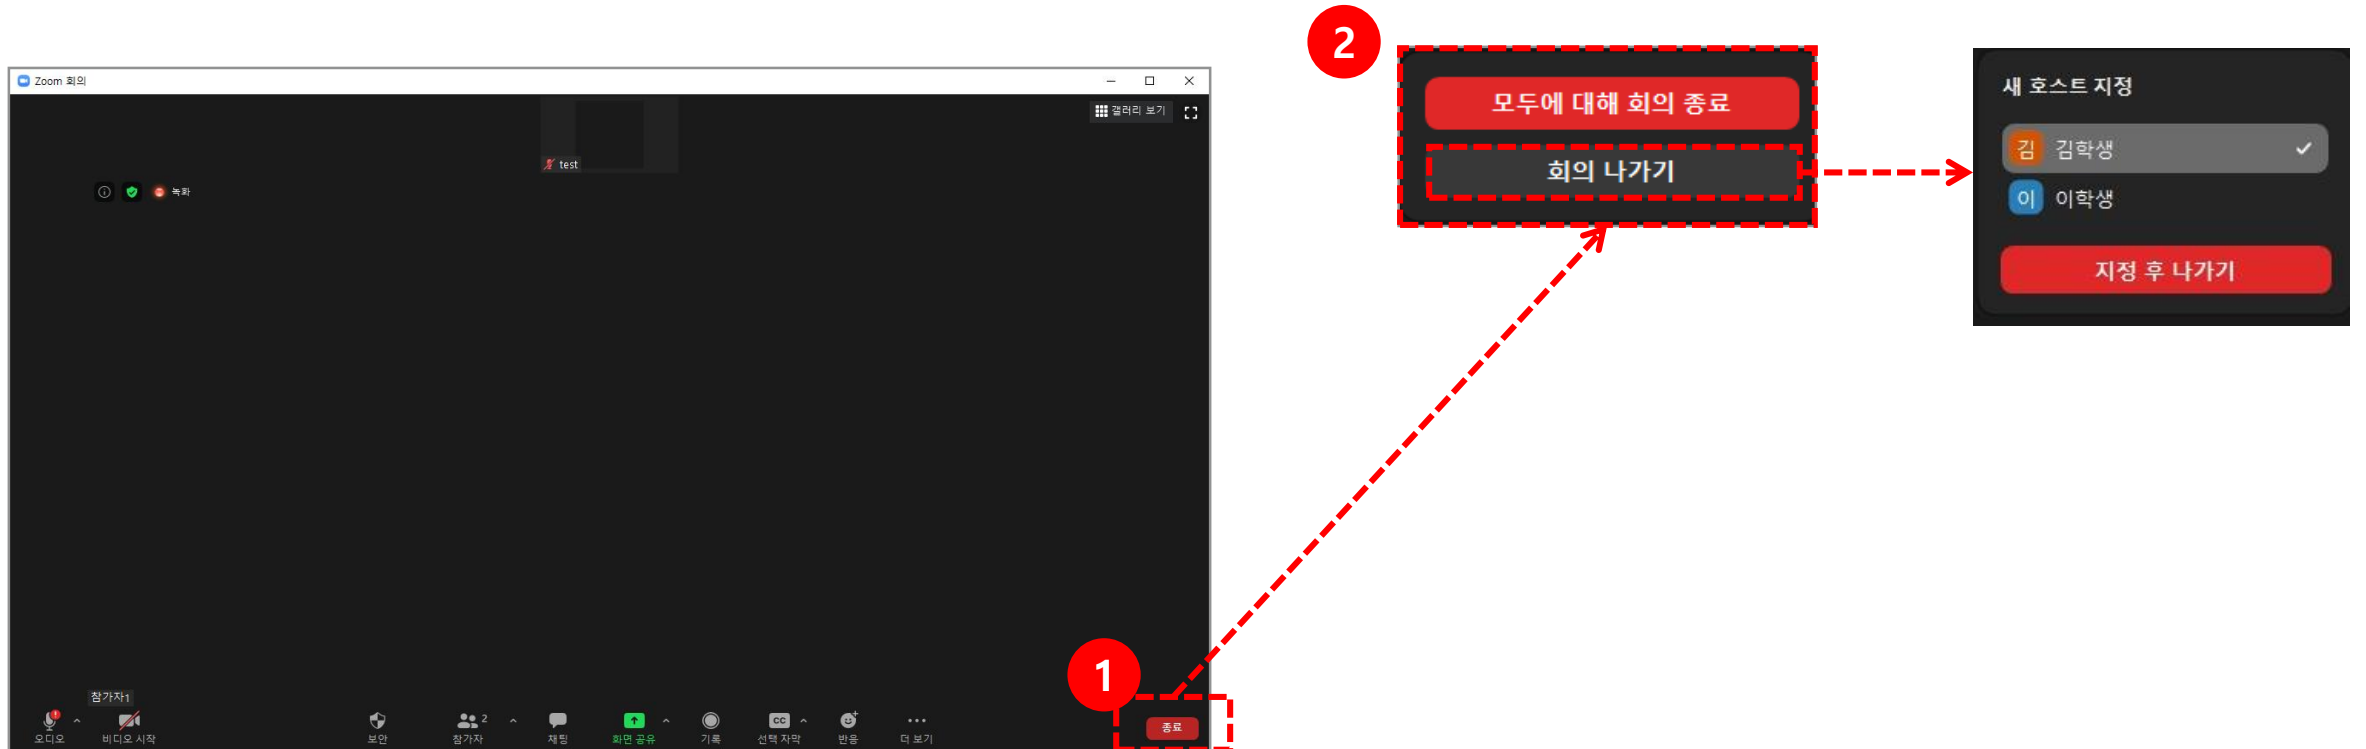 Zoom 회의
갤러리 보기
test
녹화
참가자1
오디오
비디오 시작
보안
2
참가자
채팅
화면 공유
기록
CC
선택 자막
반응
더 보기
종료
1
2
모두에 대해 회의 종료
회의 나가기
새 호스트 지정
김 김학생
이 이학생
지정 후 나가기